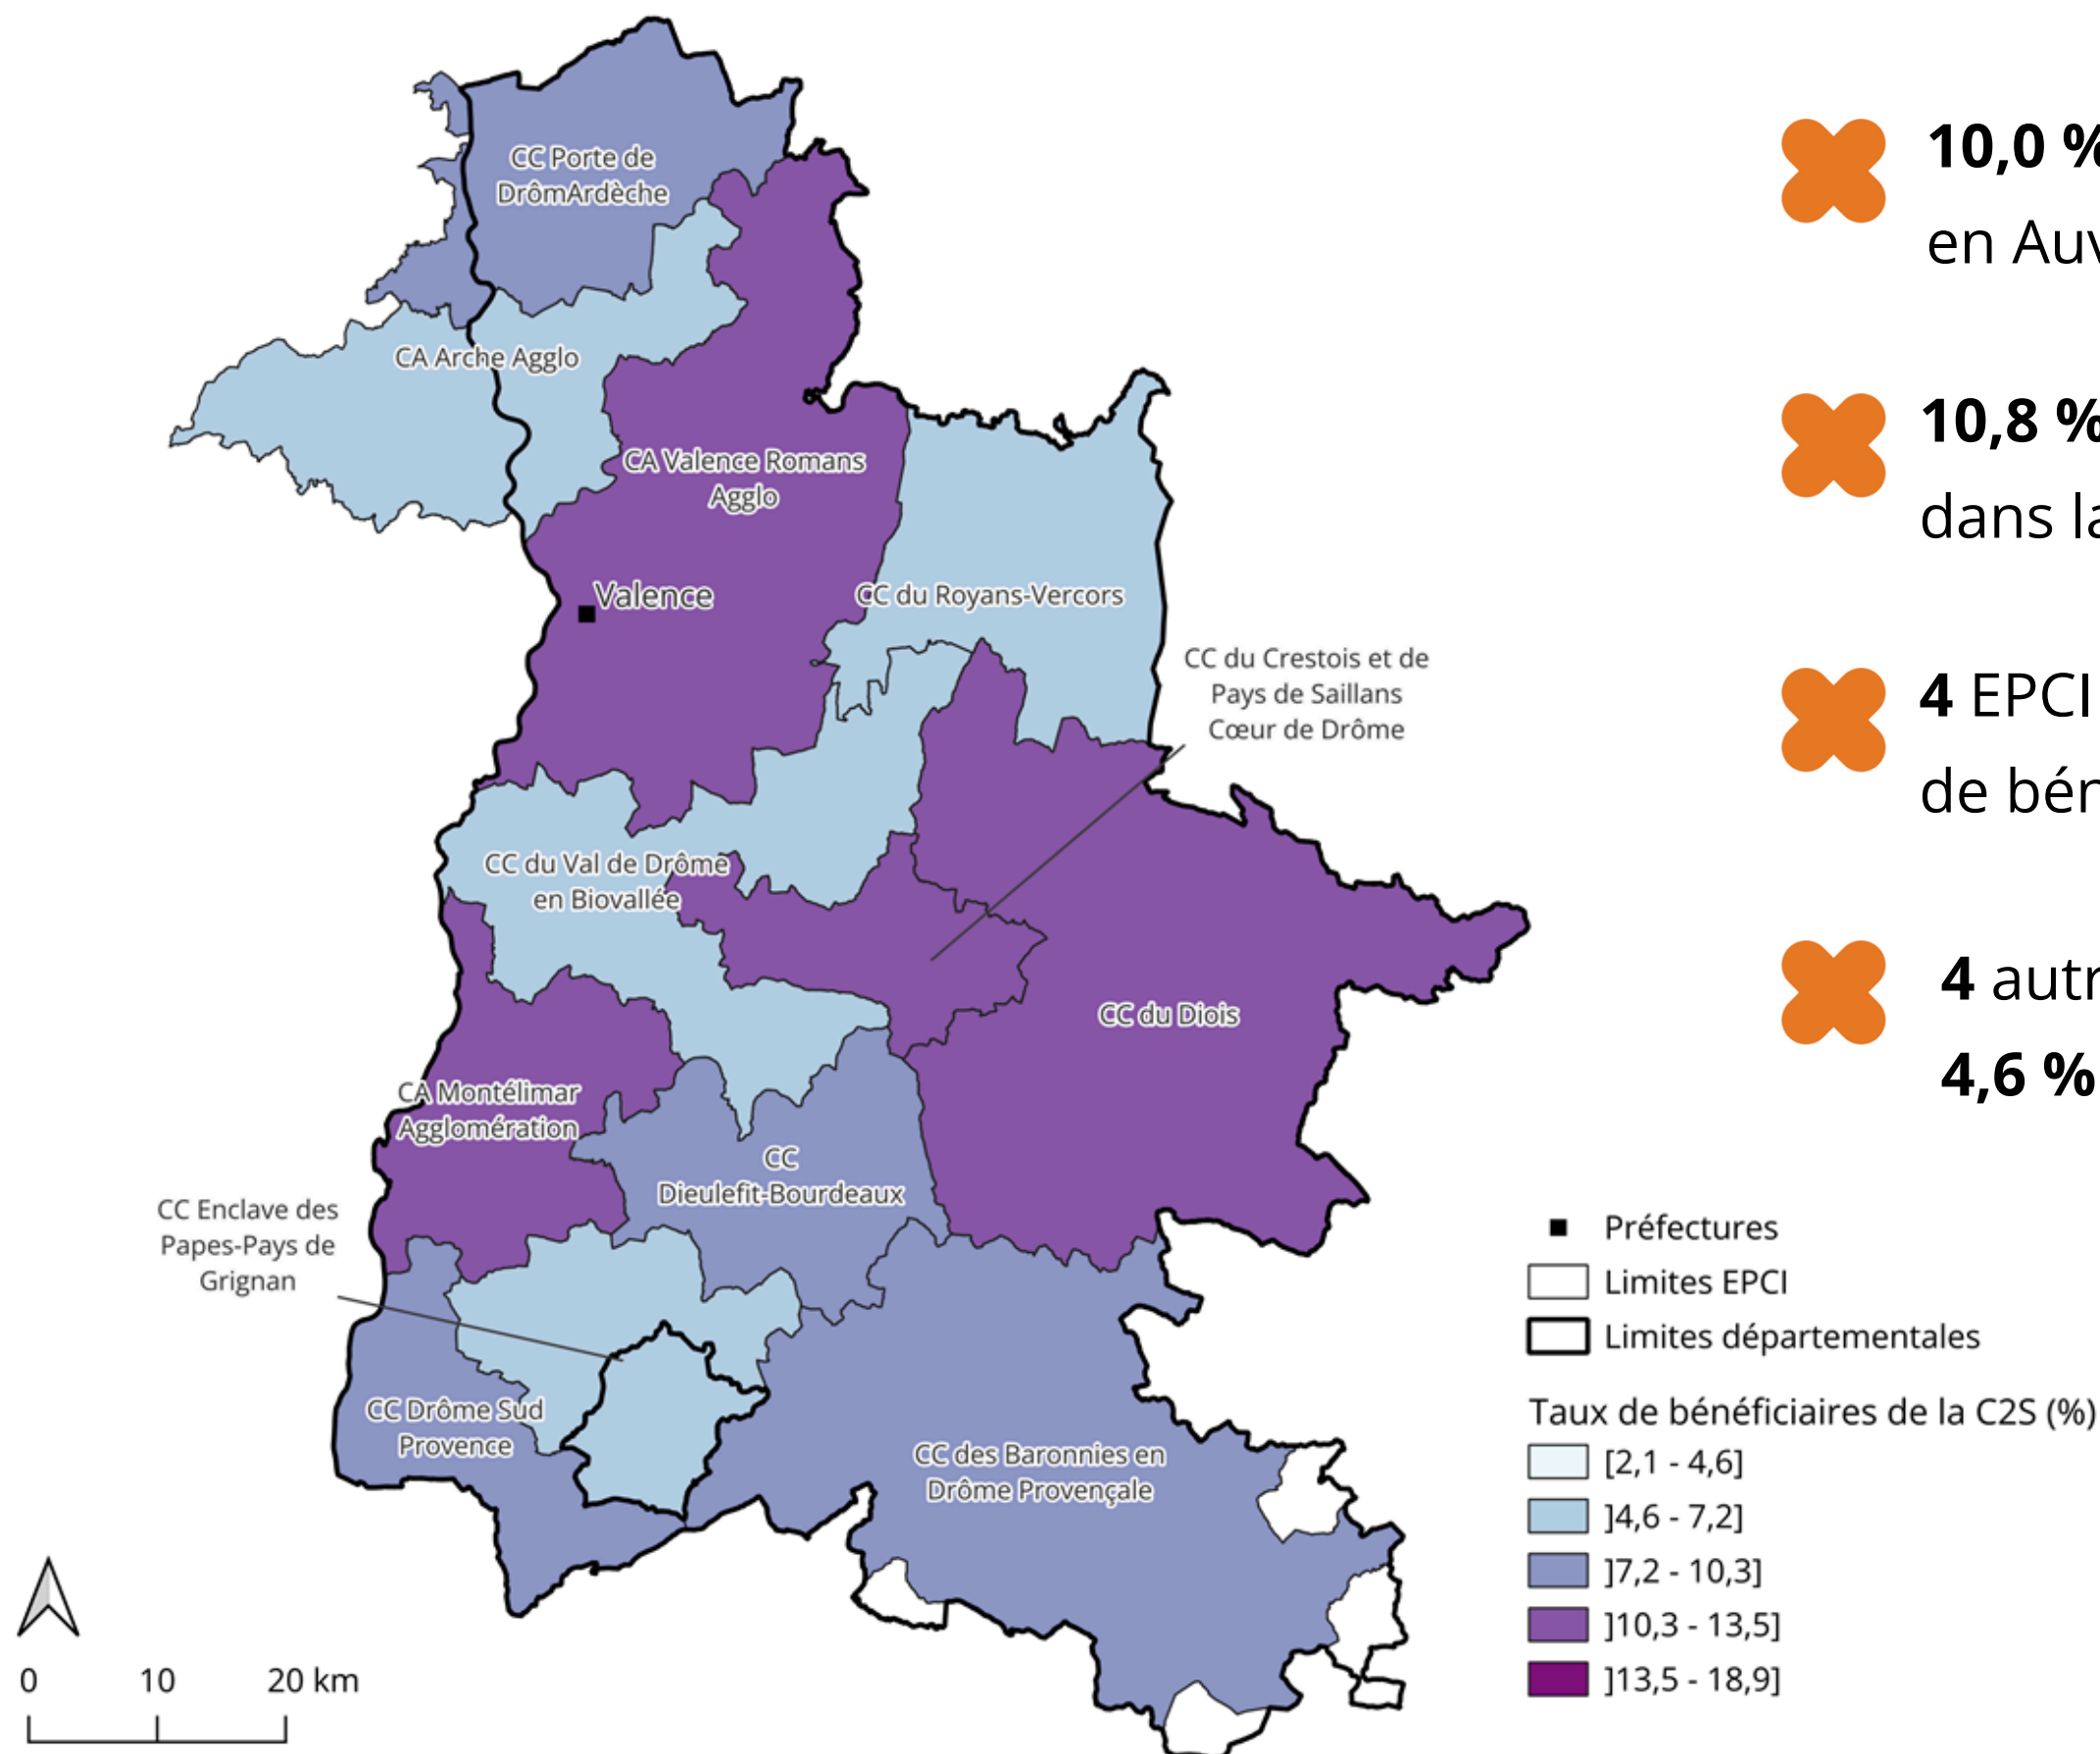 CC Porte de
DrômArdèche
CA Arche Agglo
CA Valence Romans
Agglo
Valence
CC du Royans-Vercors
CC du Crestois et de
Pays de Saillans
Cœur de Drôme
CC du Val de Drôme
en Biovallée
CC du Diois
CA Montélimar
Agglomération
CC
Dieulefit-Bourdeaux
CC Enclave des
Papes-Pays de
Grignan
CC Drôme Sud
Provence
CC des Baronnies en
Drôme Provençale
0 10 20 km
10,0 %
en Auv
10,8 %
dans la
4 EPCI
de bén
4 autr
4,6 %
Préfectures
Limites EPCI
Limites départementales
Taux de bénéficiaires de la C2S (%)
[2,1 - 4,6]
]4,6 - 7,2]
]7,2 - 10,3]
]10,3 - 13,5]
]13,5 - 18,9]